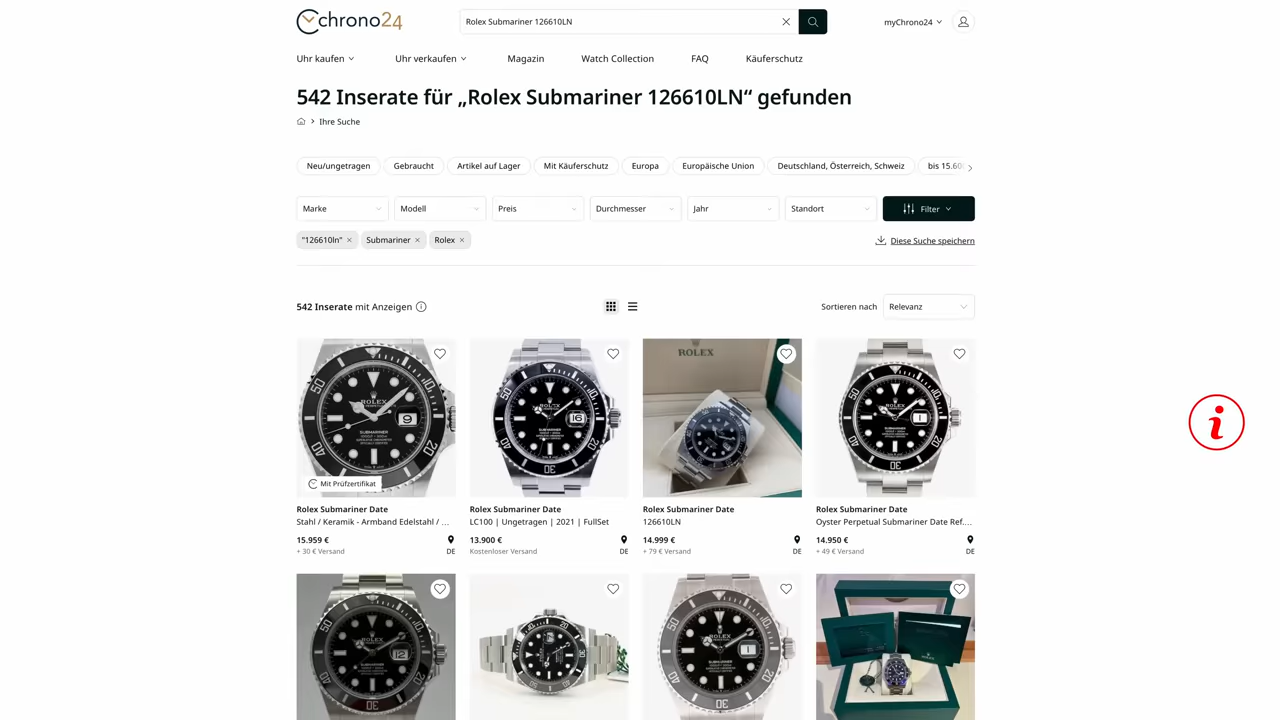 chrono24
Rolex Submariner 126610LN
myChrono24
Uhr kaufen
Uhr verkaufen
Magazin
Watch Collection
FAQ
Käuferschutz
542 Inserate für „Rolex Submariner 126610LN“ gefunden
Ihre Suche
Neu/ungetragen
Gebraucht
Artikel auf Lager
Mit Käuferschutz
Europa
Europäische Union
Deutschland, Österreich, Schweiz
bis 15.60
Marke
Modell
Preis
Durchmesser
Jahr
Standort
Filter
"126610ln" ×
Submariner ×
Rolex ×
Diese Suche speichern
542 Inserate mit Anzeigen
Sortieren nach
Relevanz
ROLEX
Mit Prüfzertifikat
Rolex Submariner Date
Stahl / Keramik - Armband Edelstahl / ...
15.959 €
+ 30 € Versand
DE
Rolex Submariner Date
LC100 | Ungetragen | 2021 | FullSet
13.900 €
Kostenloser Versand
DE
Rolex Submariner Date
126610LN
14.999 €
+ 79 € Versand
DE
Rolex Submariner Date
Oyster Perpetual Submariner Date Ref....
14.950 €
+ 49 € Versand
DE
i